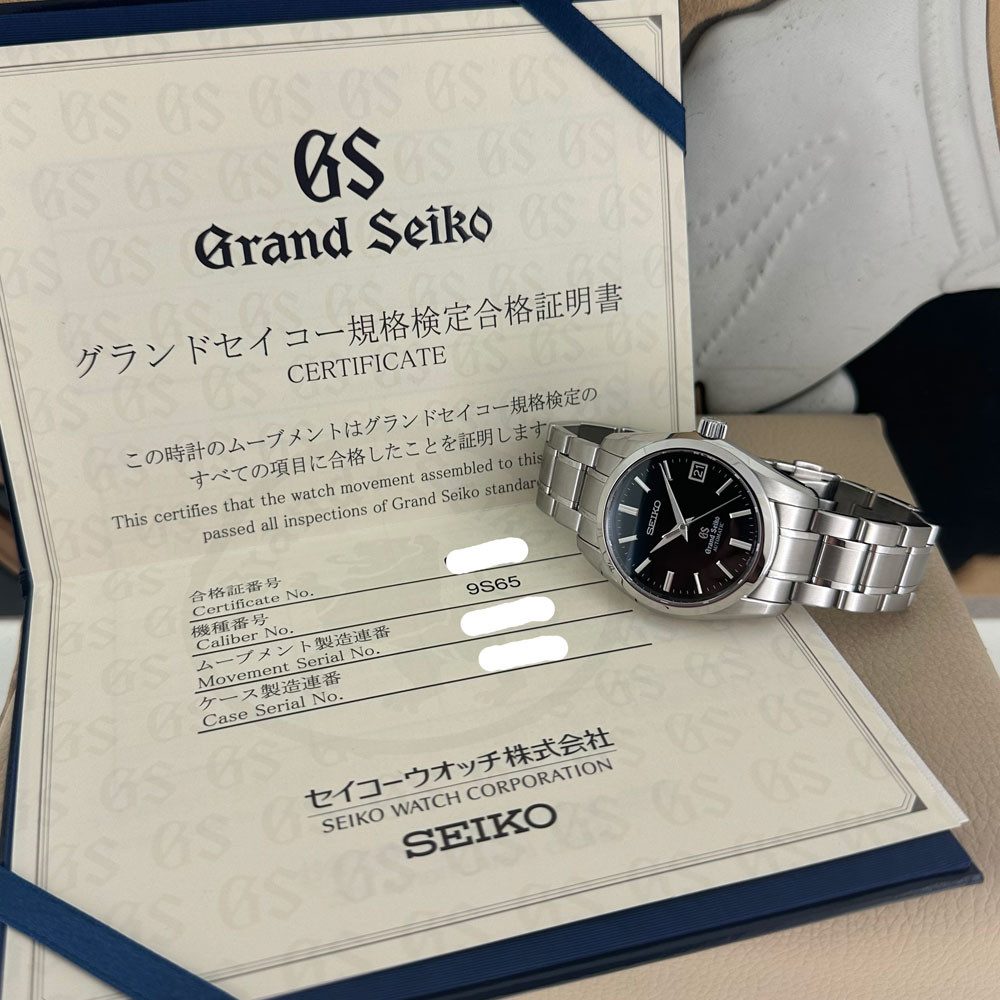 GS
Grand Seiko
グランドセイコー規格検定合格証明書
CERTIFICATE
この時計のムーブメントはグランドセイコー規格検定の
すべての項目に合格したことを証明します
This certifies that the watch movement assembled to this
passed all inspections of Grand Seiko
合格証番号
Certificate No.
機種番号 9S65
Caliber No.
ムーブメント製造連番
Movement Serial No.
ケース製造連番
Case Serial No.
セイコーウオッチ株式会社
SEIKO WATCH CORPORATION
SEIKO
SEIKO
21
GS
Grand Seiko
AUTOMATIC